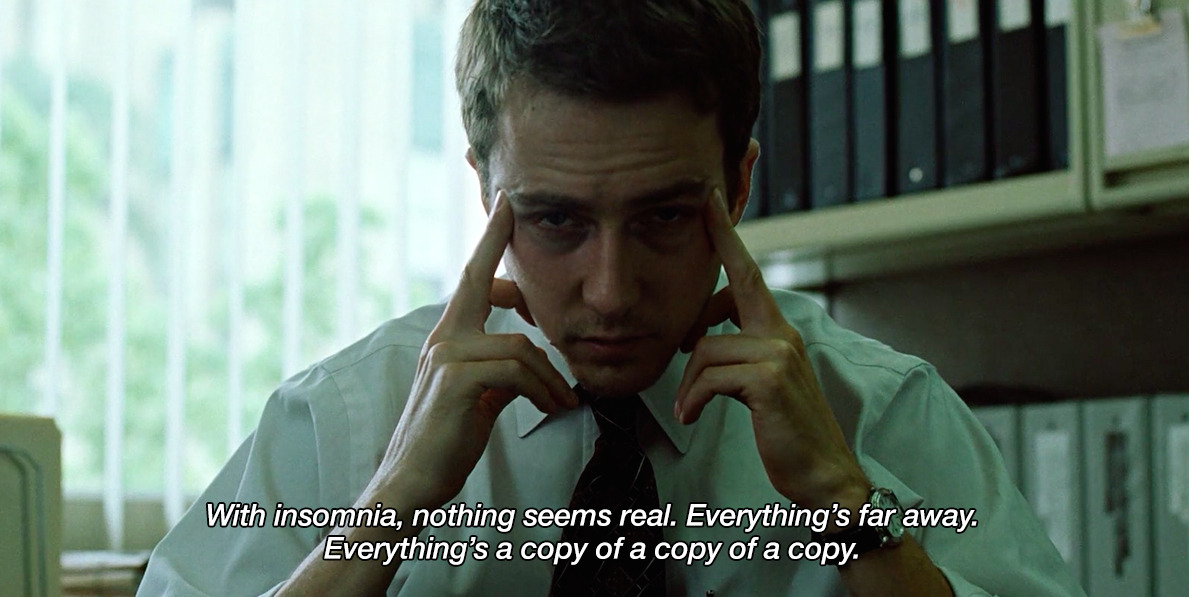 With insomnia, nothing seems real. Everything's far away.
Everything's a copy of a copy of a copy.